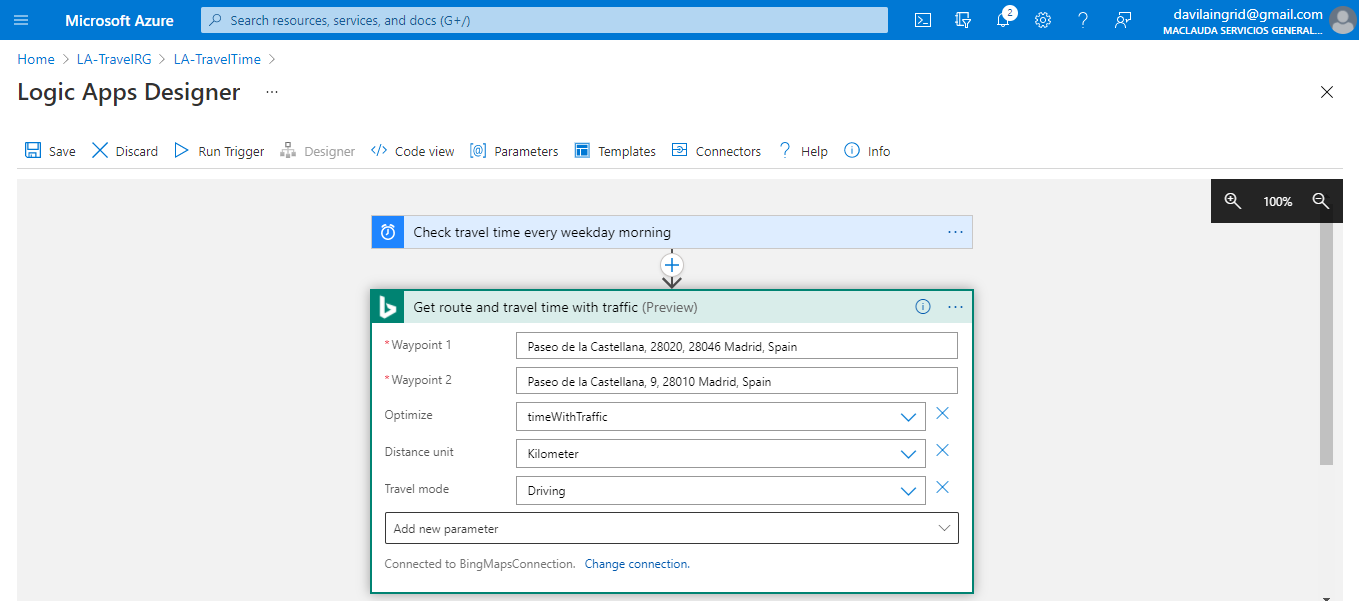 Microsoft Azure
Search resources, services, and docs (G+/)
2
davilaingrid@gmail.com
MACLAUDA SERVICIOS GENERAL...
Home > LA-TravelRG > LA-TravelTime >
Logic Apps Designer ...
Save Discard Run Trigger Designer Code view Parameters Templates Connectors Help Info
100%
Check travel time every weekday morning
Get route and travel time with traffic (Preview)
* Waypoint 1 Paseo de la Castellana, 28020, 28046 Madrid, Spain
* Waypoint 2 Paseo de la Castellana, 9, 28010 Madrid, Spain
Optimize timeWithTraffic
Distance unit Kilometer
Travel mode Driving
Add new parameter
Connected to BingMapsConnection. Change connection.